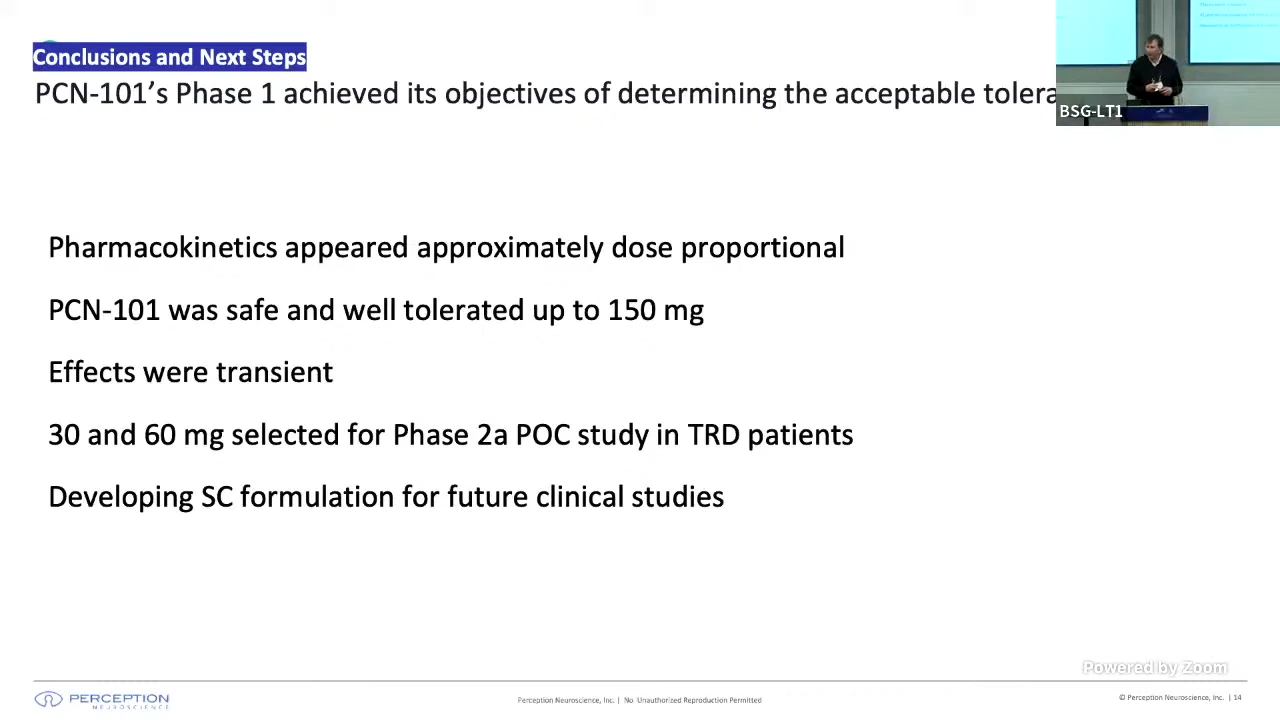 Conclusions and Next Steps
PCN-101’s Phase 1 achieved its objectives of determining the acceptable
BSG-LT1
Pharmacokinetics appeared approximately dose proportional
PCN-101 was safe and well tolerated up to 150 mg
Effects were transient
30 and 60 mg selected for Phase 2a POC study in TRD patients
Developing SC formulation for future clinical studies
Powered by Zoom
PERCEPTION
NEUROSCIENCE
Perception Neuroscience, Inc. | No Unauthorized Reproduction Permitted
© Perception Neuroscience, Inc. | 14